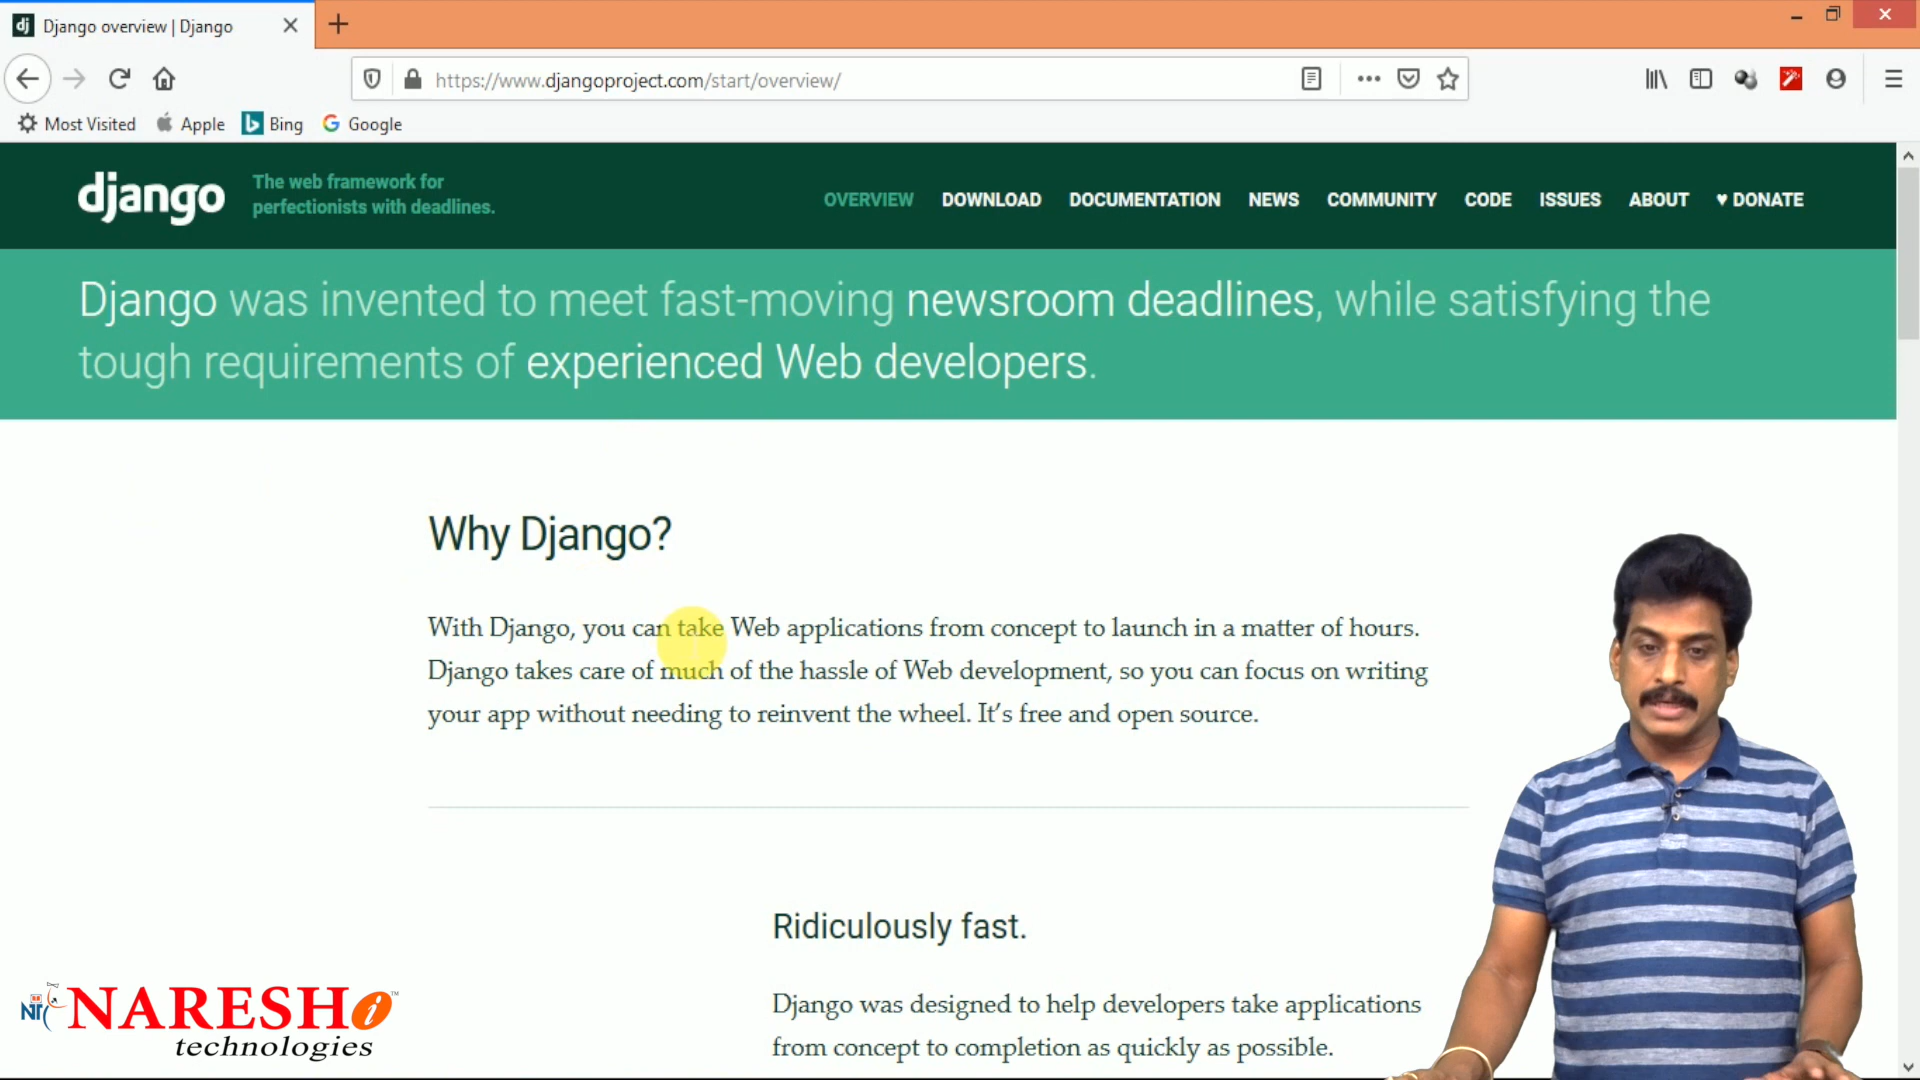 Django overview | Django
https://www.djangoproject.com/start/overview/
Most Visited Apple Bing Google
django
The web framework for
perfectionists with deadlines.
OVERVIEW DOWNLOAD DOCUMENTATION NEWS COMMUNITY CODE ISSUES ABOUT ♥ DONATE
Django was invented to meet fast-moving newsroom deadlines, while satisfying the
tough requirements of experienced Web developers.
Why Django?
With Django, you can take Web applications from concept to launch in a matter of hours.
Django takes care of much of the hassle of Web development, so you can focus on writing
your app without needing to reinvent the wheel. It’s free and open source.
Ridiculously fast.
Django was designed to help developers take applications
from concept to completion as quickly as possible.
NARESH i ™
technologies